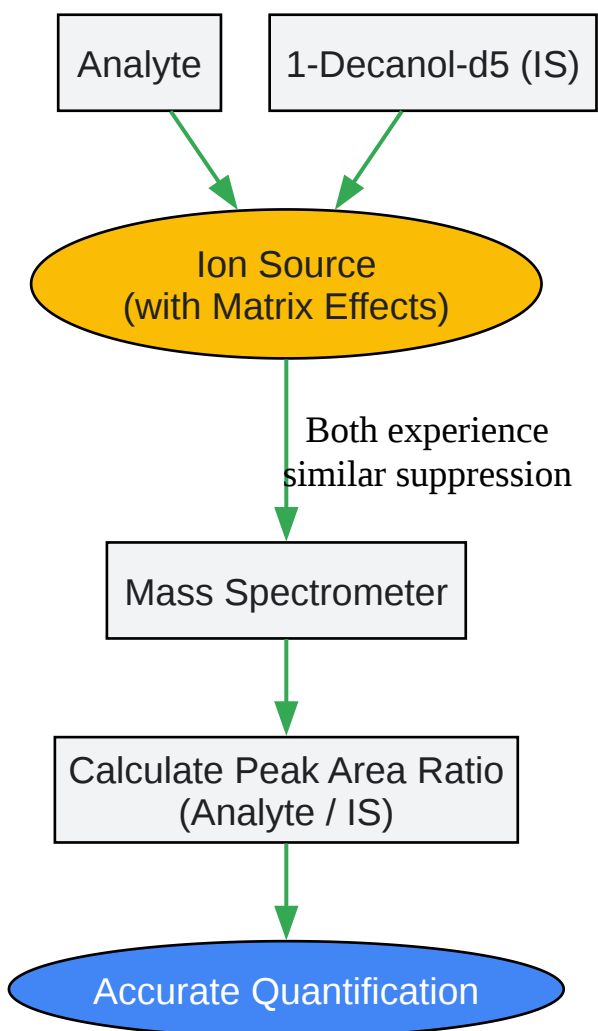 Analyte
1-Decanol-d5 (IS)
Ion Source
(with Matrix Effects)
Both experience
similar suppression
Mass Spectrometer
Calculate Peak Area Ratio
(Analyte / IS)
Accurate Quantification